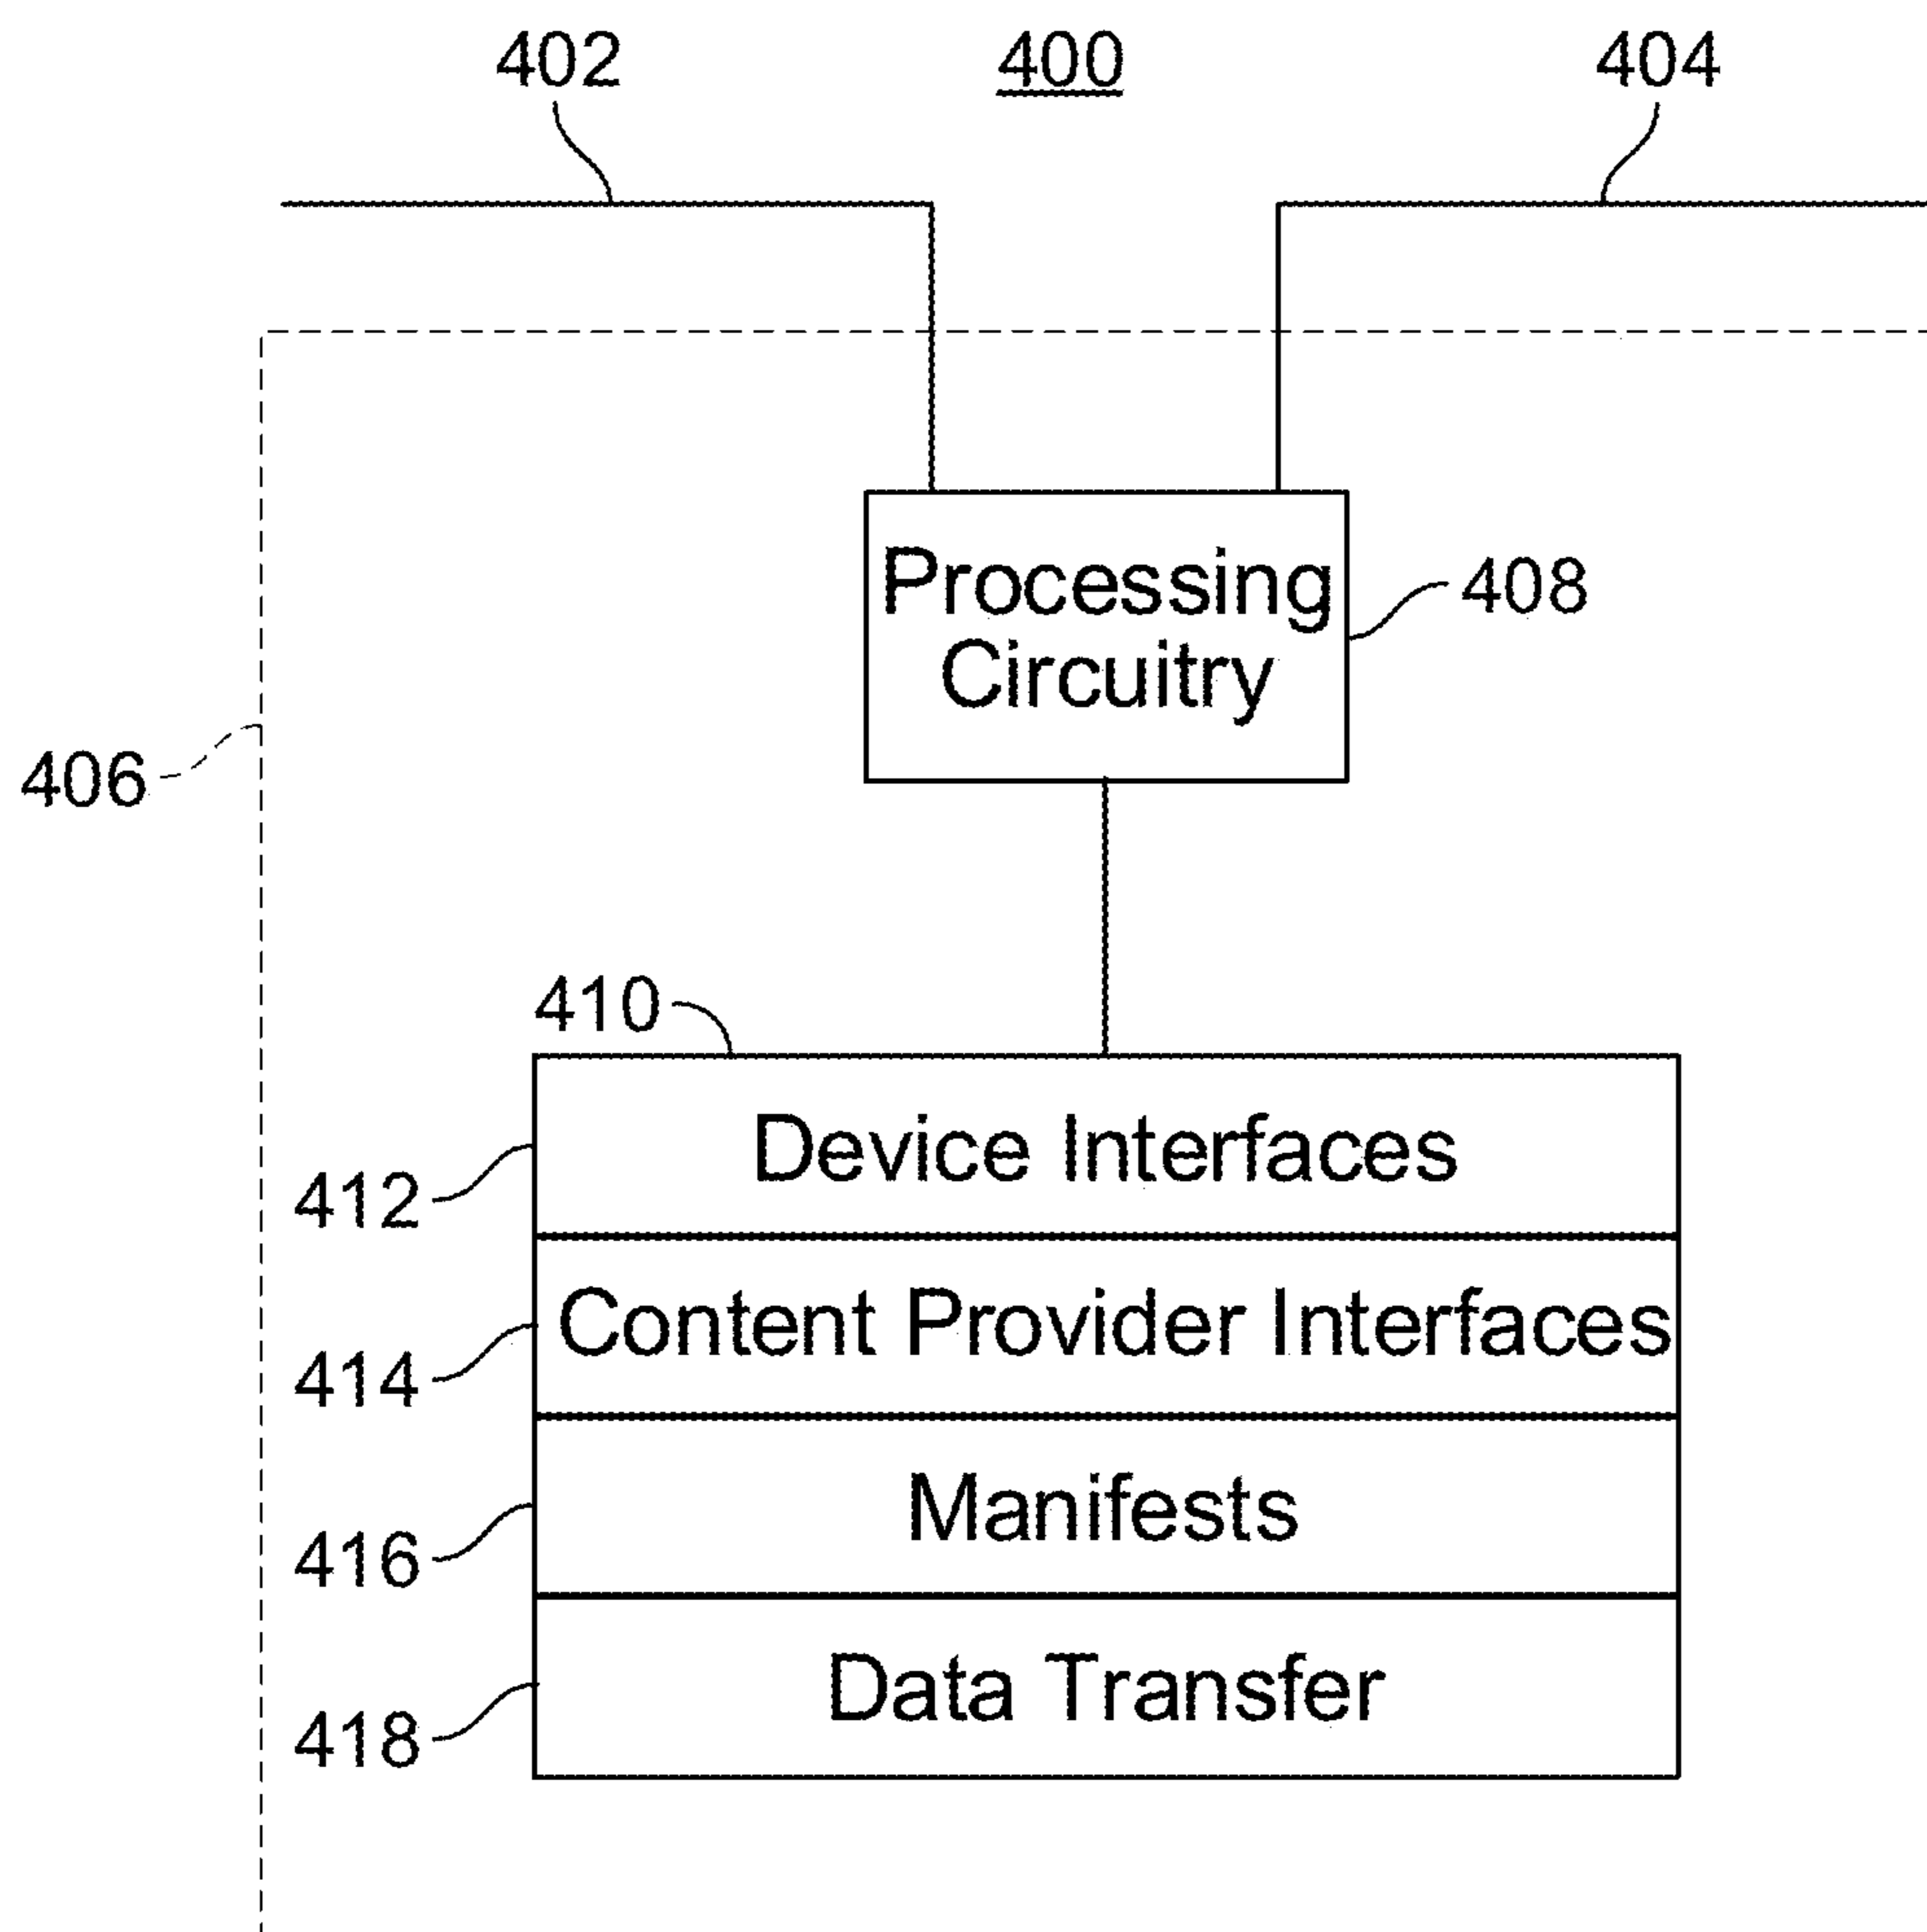 402 400 404
Processing
Circuitry
408
406
410
Device Interfaces
412
Content Provider Interfaces
414
Manifests
416
Data Transfer
418